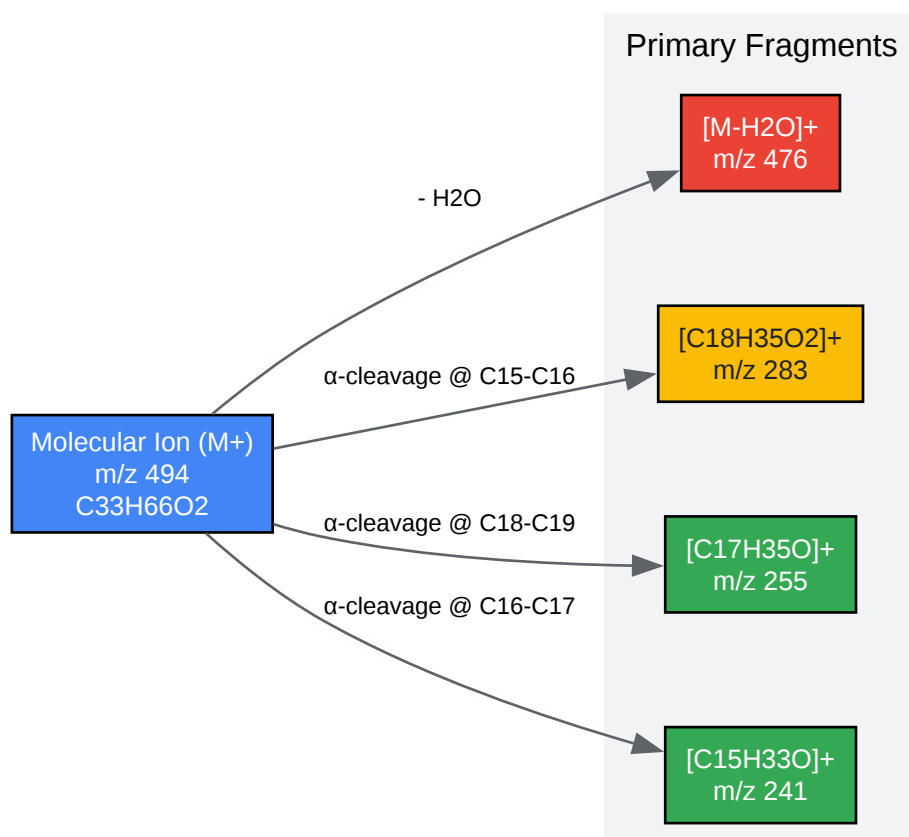 Primary Fragments
[M-H2O]+
m/z 476
- H2O
[C18H35O2]+
m/z 283
α-cleavage @ C15-C16
Molecular Ion (M+)
m/z 494
C33H66O2
α-cleavage @ C18-C19
[C17H35O]+
m/z 255
α-cleavage @ C16-C17
[C15H33O]+
m/z 241